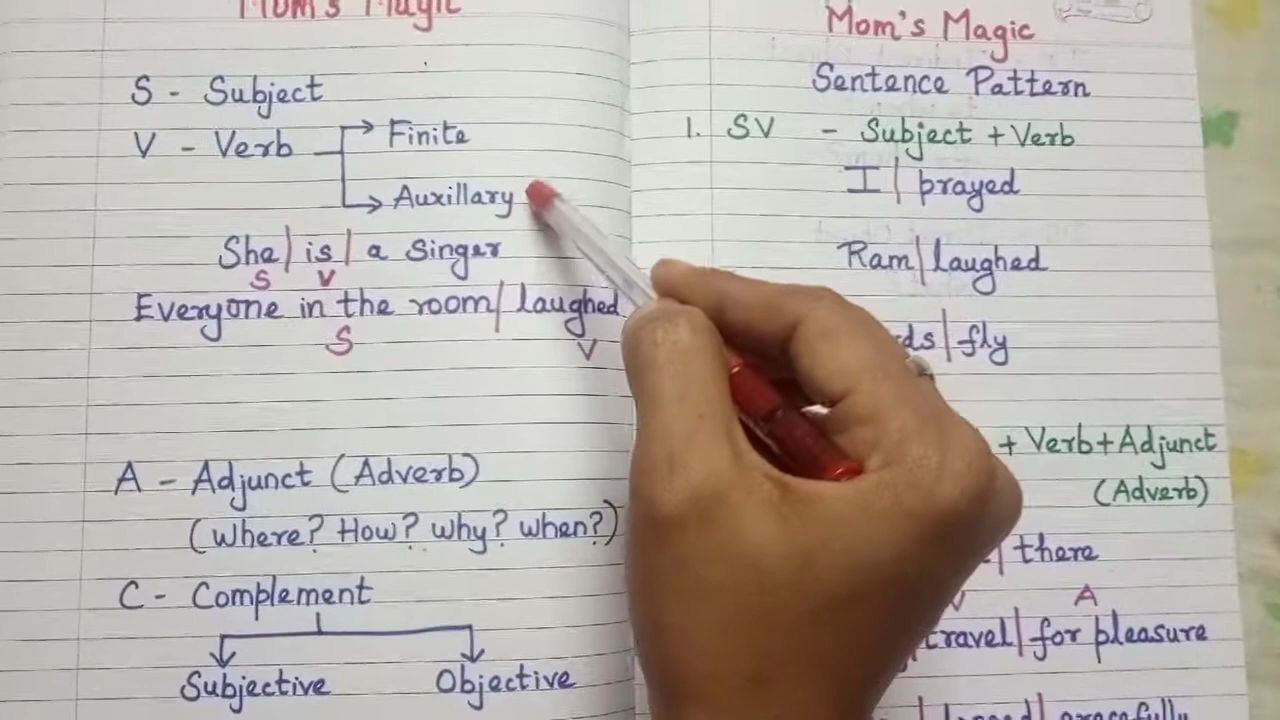 Mom's Magic
S - Subject
V - Verb
Finite
Auxillary
She | is | a singer
S V
Everyone in the room | laughed
S V
A - Adjunct (Adverb)
(Where? How? why? when?)
C - Complement
Subjective Objective
Mom's Magic
Sentence Pattern
1. SV - Subject + Verb
I | prayed
Ram | laughed
| fly
+ Verb + Adjunct
(Adverb)
| there
V A
travel | for pleasure
gracefully